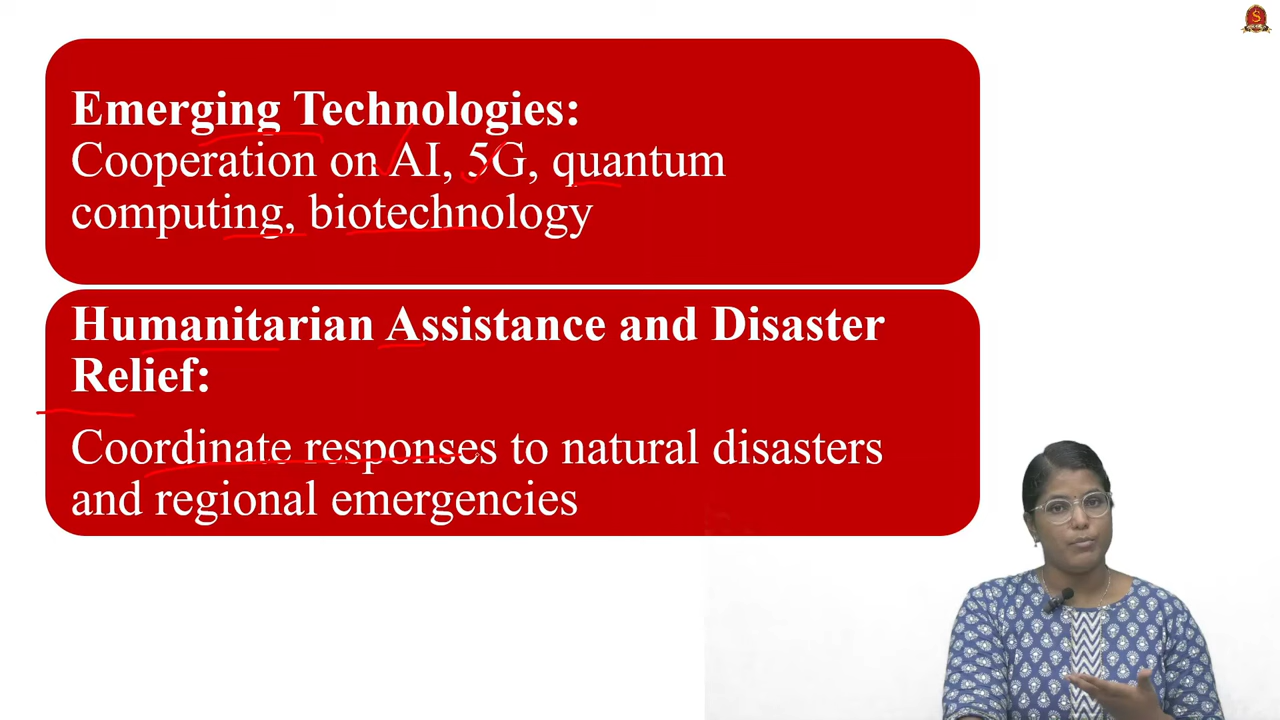 Emerging Technologies:
Cooperation on AI, 5G, quantum
computing, biotechnology
Humanitarian Assistance and Disaster
Relief:
Coordinate responses to natural disasters
and regional emergencies